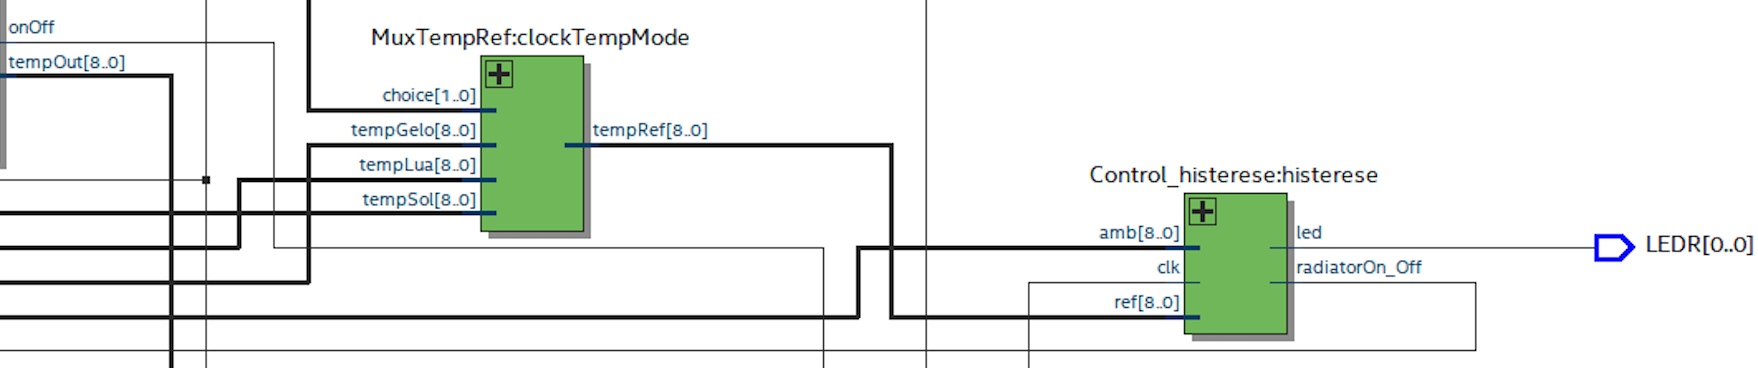 onOff
tempOut[8..0]
MuxTempRef:clockTempMode
choice[1..0]
tempGelo[8..0]
tempLua[8..0]
tempSol[8..0]
tempRef[8..0]
Control_histerese:histerese
amb[8..0]
clk
ref[8..0]
led
radiatorOn_Off
LEDR[0..0]